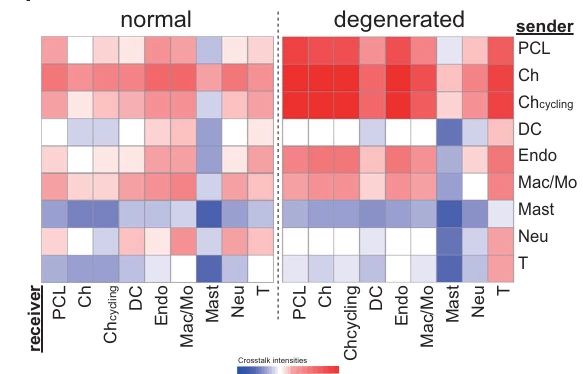 normal
degenerated
sender
PCL
Ch
Chcycling
DC
Endo
Mac/Mo
Mast
Neu
T
receiver
PCL
Ch
Chcycling
DC
Endo
Mac/Mo
Mast
Neu
T
PCL
Ch
Chcycling
DC
Endo
Mac/Mo
Mast
Neu
T
Crosstalk intensities